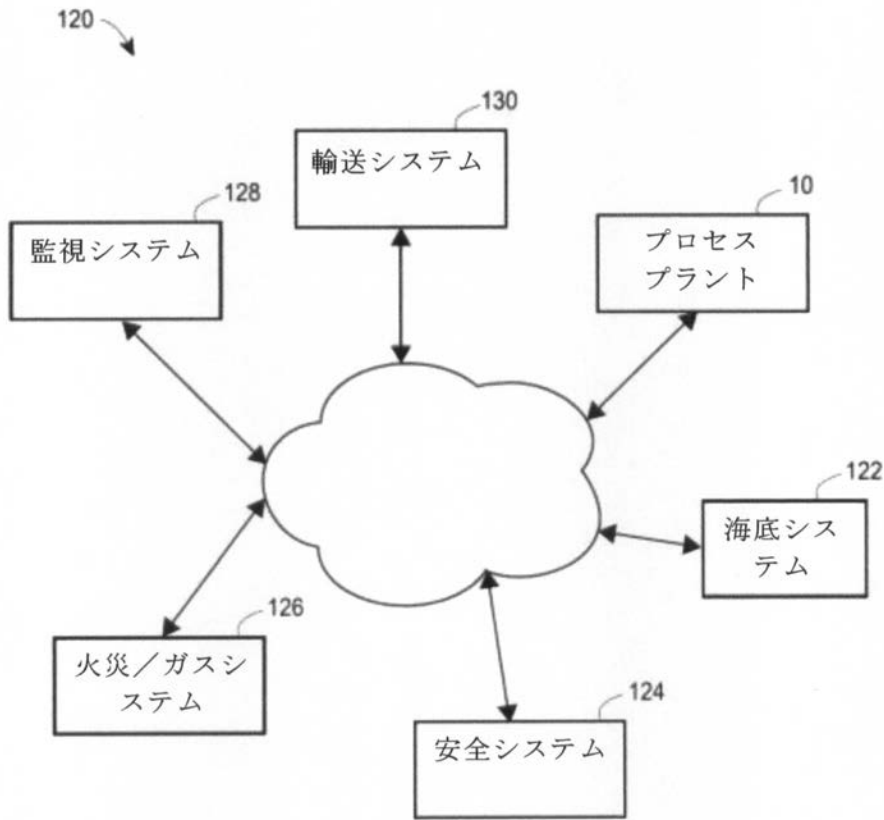 120
130
輸送システム
128
監視システム
10
プロセス
プラント
122
海底シス
テム
126
火災／ガスシ
ステム
124
安全システム